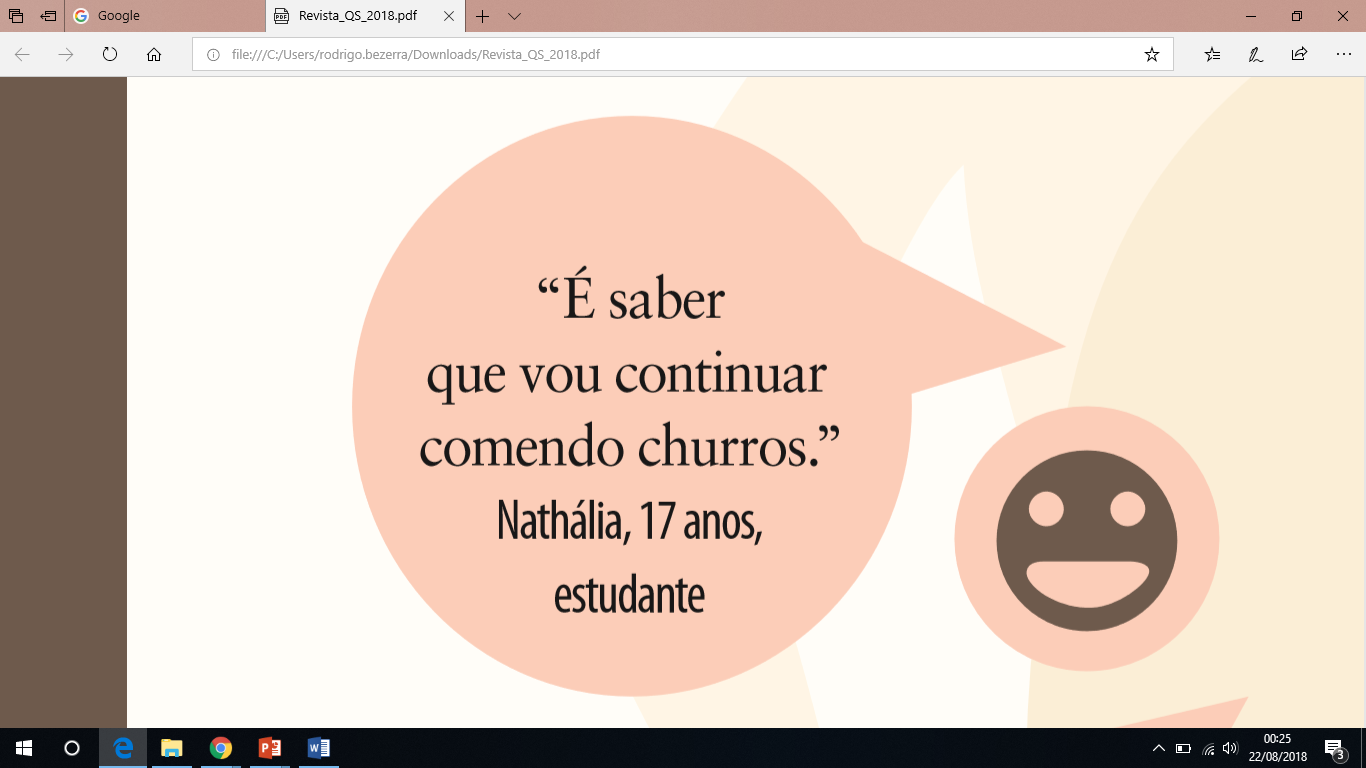 Google
Revista_QS_2018.pdf
file:///C:/Users/rodrigo.bezerra/Downloads/Revista_QS_2018.pdf
“É saber
que vou continuar
comendo churros.”
Nathália, 17 anos,
estudante
00:25
22/08/2018
3